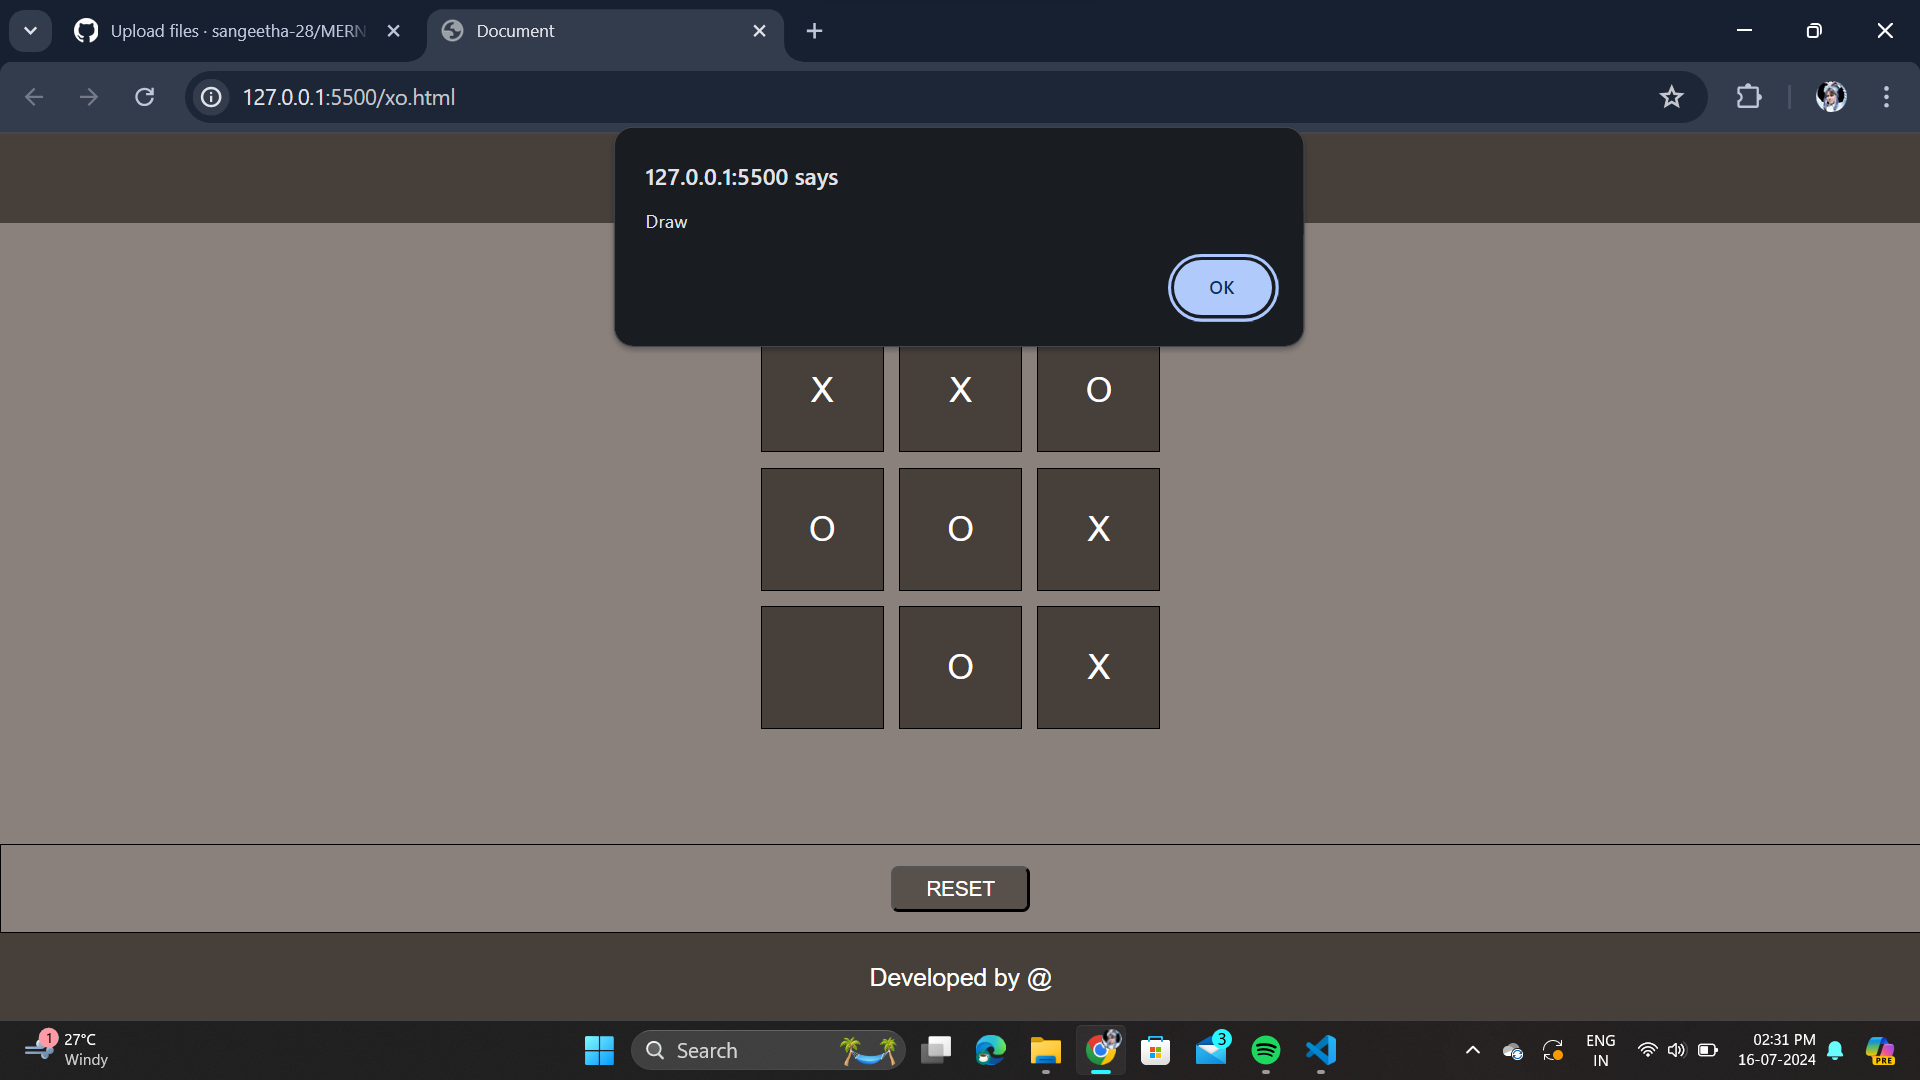 Upload files · sangeetha-28/MERN
Document
127.0.0.1:5500/xo.html
127.0.0.1:5500 says
Draw
OK
X X O
O O X
O X
RESET
Developed by @
1
27°C
Windy
Search
3
ENG
IN
02:31 PM
16-07-2024
PRE